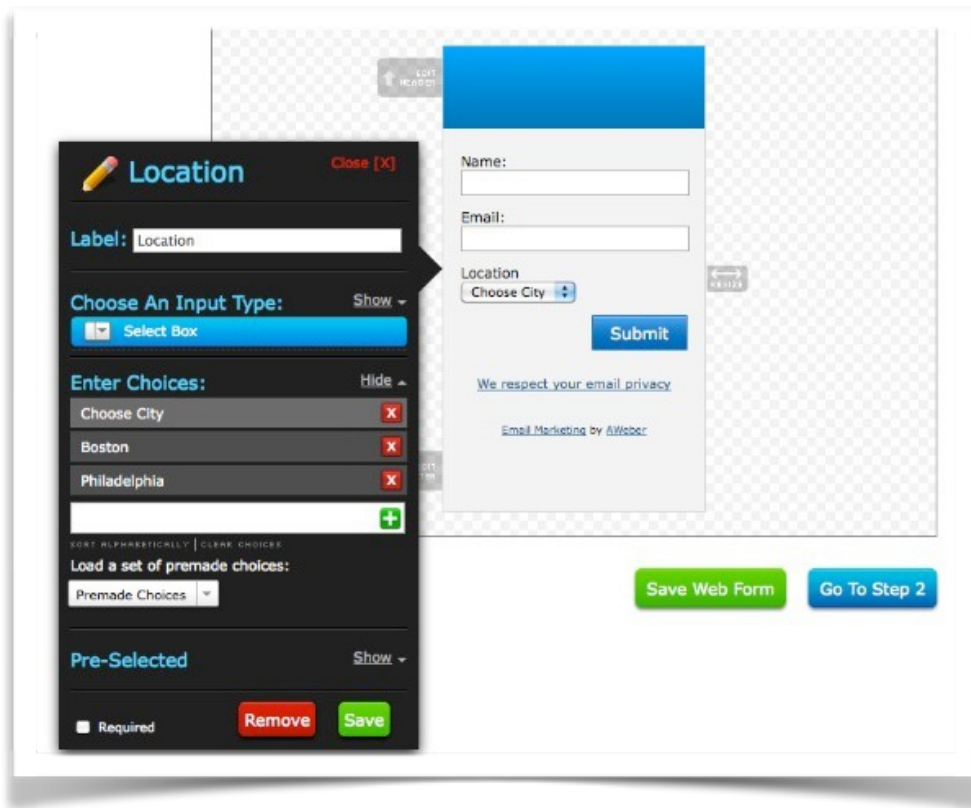 EDIT
HEADER
Location
Close [X]
Label: Location
Choose An Input Type: Show
Select Box
Enter Choices: Hide
Choose City
Boston
Philadelphia
SORT ALPHABETICALLY | CLEAR CHOICES
Load a set of premade choices:
Premade Choices
Pre-Selected Show
Required
Remove
Save
Name:
Email:
Location
Choose City
Submit
We respect your email privacy
Email Marketing by AWeber
RESIZE
Save Web Form
Go To Step 2